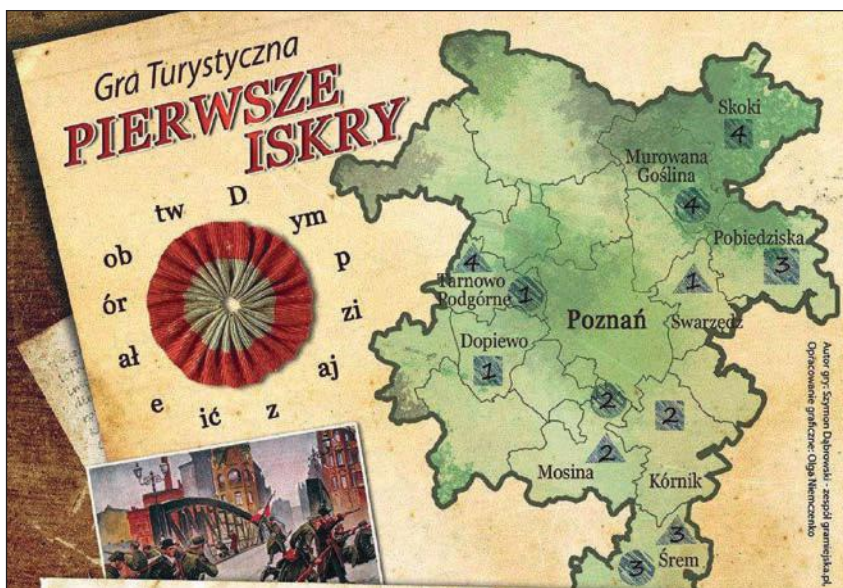 Gra Turystyczna
PIERWSZE
ISKRY
D
ym
p
zi
aj
z
ić
e
ał
ór
ob
tw
Skoki
4
Murowana
Goślina
4
Pobiedziska
3
4
Tarnowo
Podgórne
1
1
Swarzędz
Poznań
Dopiewo
1
2
2
Mosina
2
Kórnik
3
Śrem
3
Autor gry: Szymon Dąbrowski - zespół gramiejska.pl
Opracowanie graficzne: Olga Niemczenko